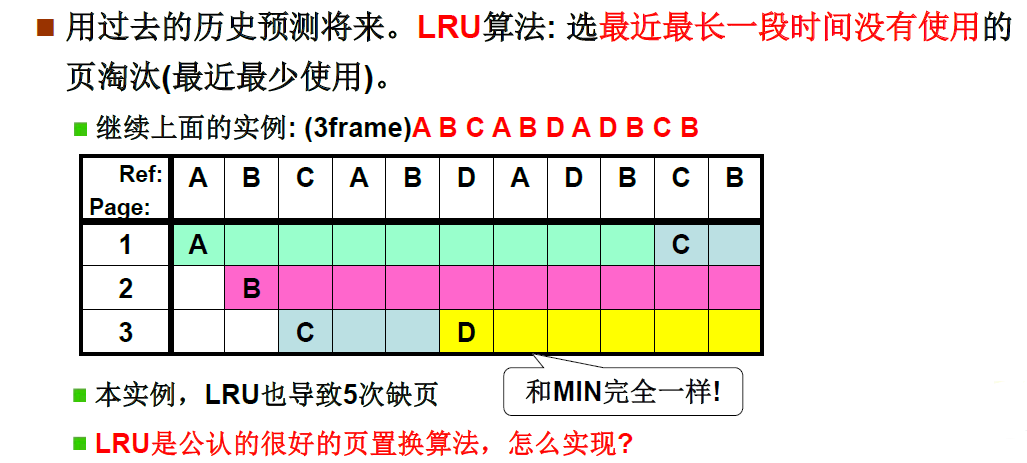 用过去的历史预测将来。LRU算法: 选最近最长一段时间没有使用的
页淘汰(最近最少使用)。
继续上面的实例: (3frame)A B C A B D A D B C B
Ref: A B C A B D A D B C B
Page:
1 A C
2 B
3 C D
和MIN完全一样!
本实例，LRU也导致5次缺页
LRU是公认的很好的页置换算法，怎么实现?